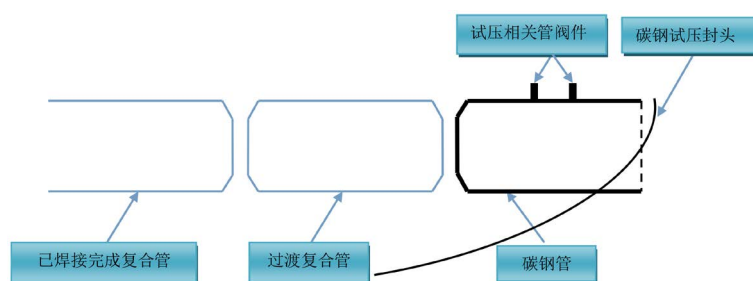 试压相关管阀件
碳钢试压封头
已焊接完成复合管
过渡复合管
碳钢管